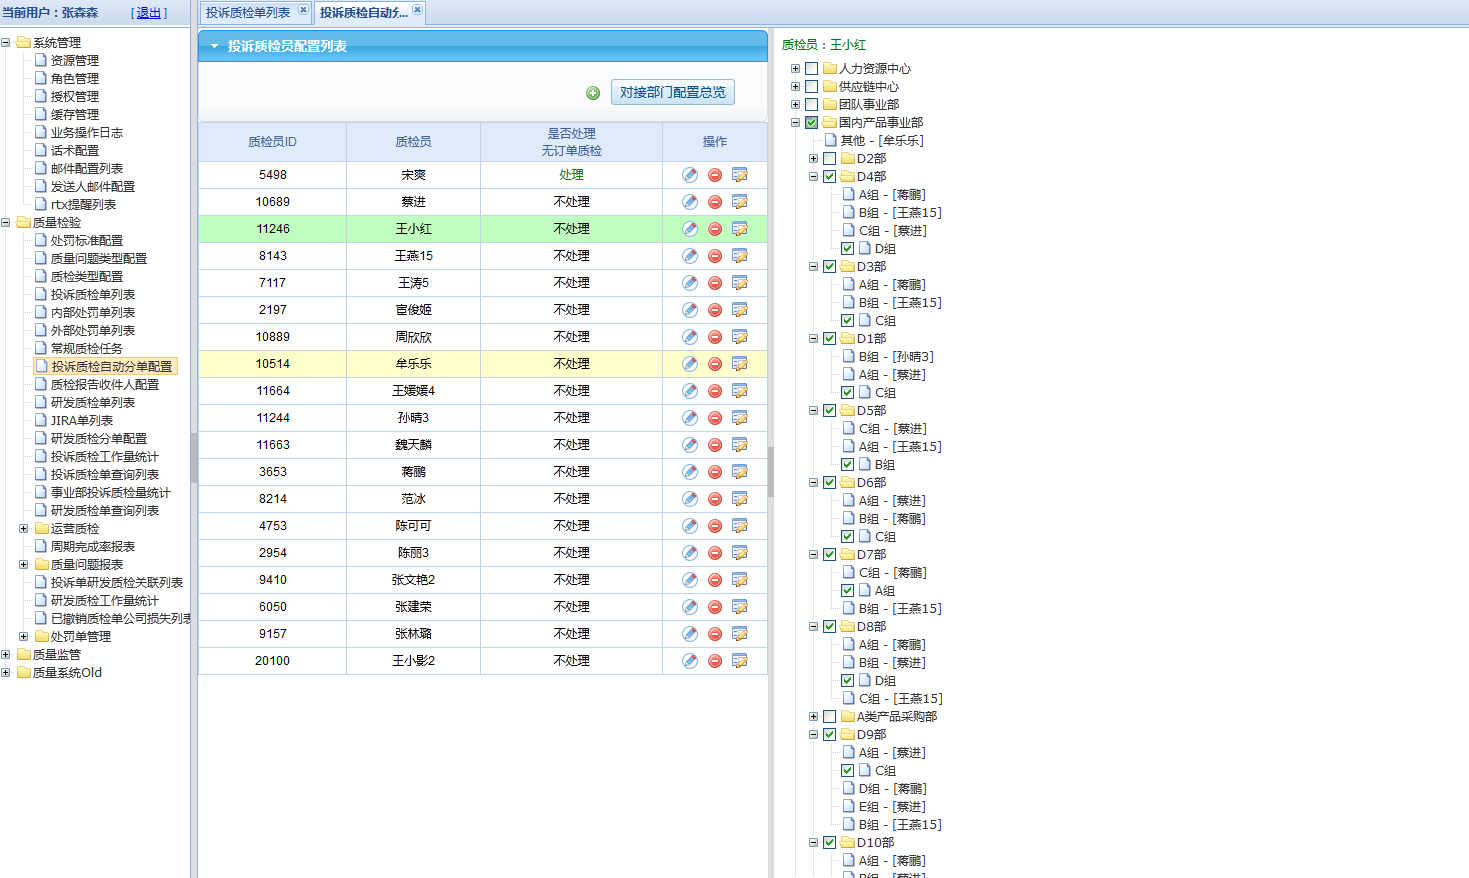 当前用户：张森森 [ 退出 ]
系统管理
资源管理
角色管理
授权管理
缓存管理
业务操作日志
话术配置
邮件配置列表
发送人邮件配置
rtx提醒列表
质量检验
处罚标准配置
质量问题类型配置
质检类型配置
投诉质检单列表
内部处罚单列表
外部处罚单列表
常规质检任务
投诉质检自动分单配置
质检报告收件人配置
研发质检单列表
JIRA单列表
研发质检分单配置
投诉质检工作量统计
投诉质检单查询列表
事业部投诉质检量统计
研发质检单查询列表
运营质检
周期完成率报表
质量问题报表
投诉单研发质检关联列表
研发质检工作量统计
已撤销质检单公司损失列表
处罚单管理
质量监管
质量系统Old
投诉质检单列表
投诉质检自动分...
投诉质检员配置列表
对接部门配置总览
质检员ID 质检员 是否处理 操作
无订单质检
5498 宋爽 处理
10689 蔡进 不处理
11246 王小红 不处理
8143 王燕15 不处理
7117 王涛5 不处理
2197 宦俊姬 不处理
10889 周欣欣 不处理
10514 牟乐乐 不处理
11664 王媛媛4 不处理
11244 孙晴3 不处理
11663 魏天麟 不处理
3653 蒋鹏 不处理
8214 范冰 不处理
4753 陈可可 不处理
2954 陈丽3 不处理
9410 张文艳2 不处理
6050 张建荣 不处理
9157 张林璐 不处理
20100 王小影2 不处理
质检员：王小红
人力资源中心
供应链中心
团队事业部
国内产品事业部
其他 - [牟乐乐]
D2部
D4部
A组 - [蒋鹏]
B组 - [王燕15]
C组 - [蔡进]
D组
D3部
A组 - [蒋鹏]
B组 - [王燕15]
C组
D1部
B组 - [孙晴3]
A组 - [蔡进]
C组
D5部
C组 - [蔡进]
A组 - [王燕15]
B组
D6部
A组 - [蔡进]
B组 - [蒋鹏]
C组
D7部
C组 - [蒋鹏]
A组
B组 - [王燕15]
D8部
A组 - [蒋鹏]
B组 - [蔡进]
D组
C组 - [王燕15]
A类产品采购部
D9部
A组 - [蔡进]
C组
D组 - [蒋鹏]
E组 - [蔡进]
B组 - [王燕15]
D10部
A组 - [蒋鹏]